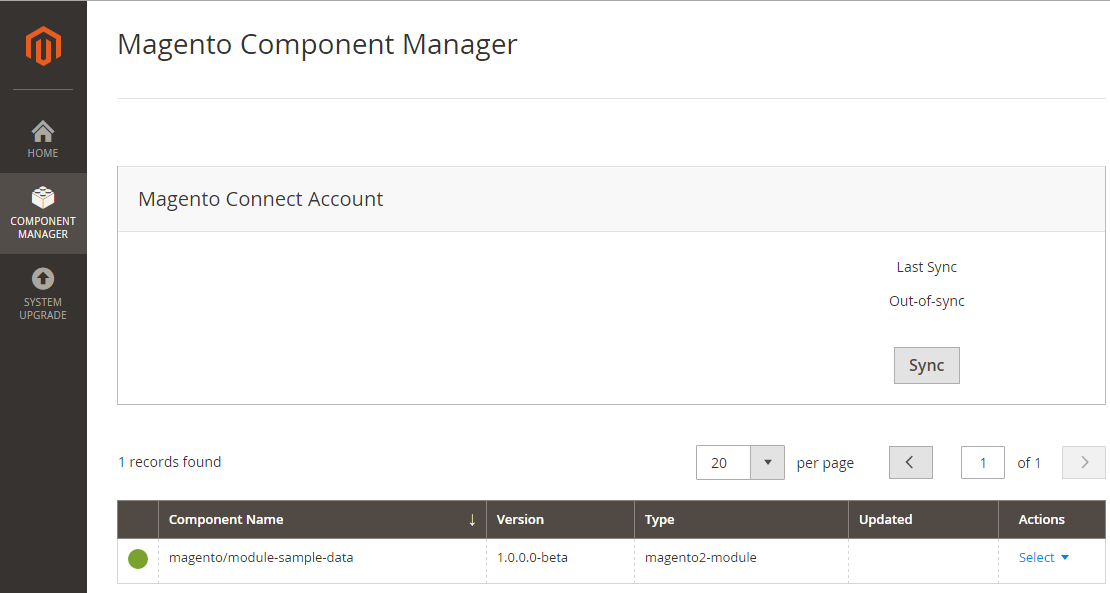 Magento Component Manager
HOME
COMPONENT
MANAGER
SYSTEM
UPGRADE
Magento Connect Account
Last Sync
Out-of-sync
Sync
1 records found
20 per page 1 of 1
Component Name ↓ Version Type Updated Actions
magento/module-sample-data 1.0.0.0-beta magento2-module Select